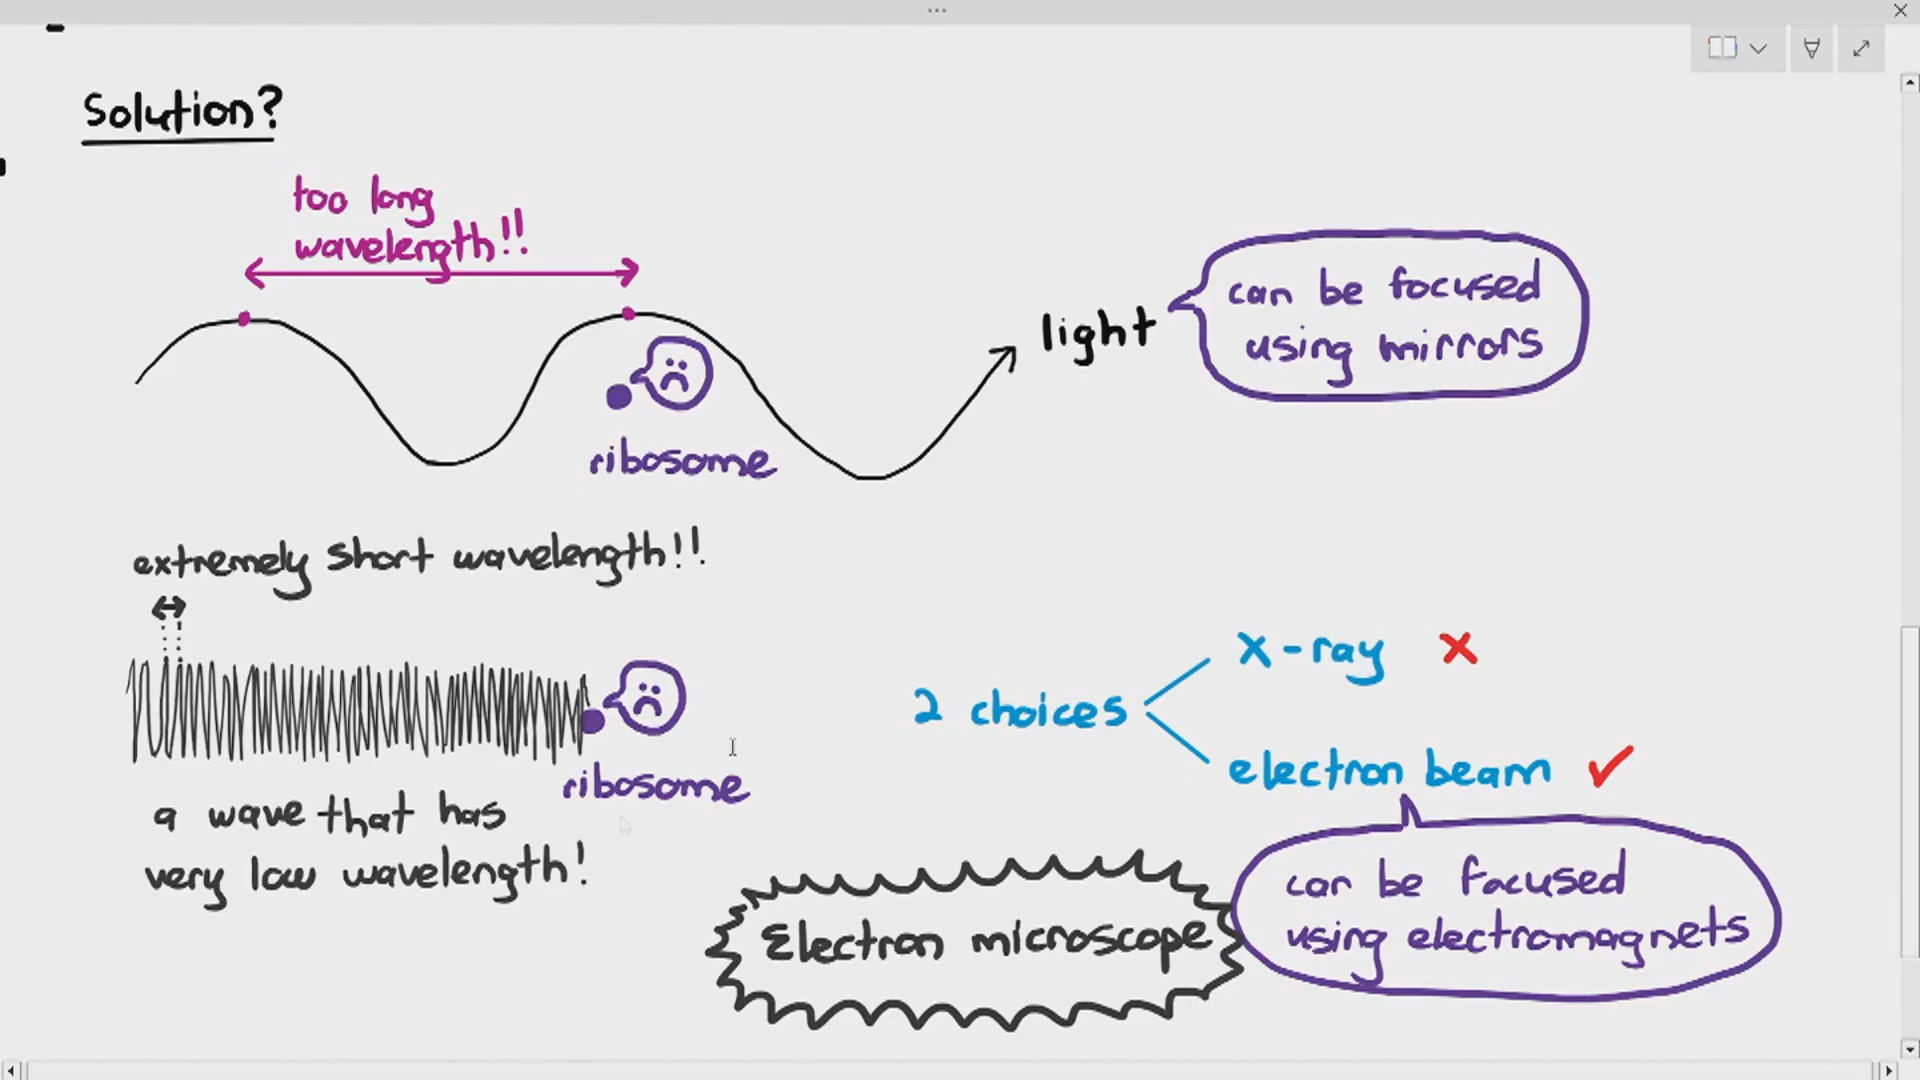 Solution?
too long
wavelength!!
light
can be focused
using mirrors
ribosome
extremely short wavelength!!
ribosome
a wave that has
very low wavelength!
2 choices
x-ray
electron beam
can be focused
using electromagnets
Electron microscope